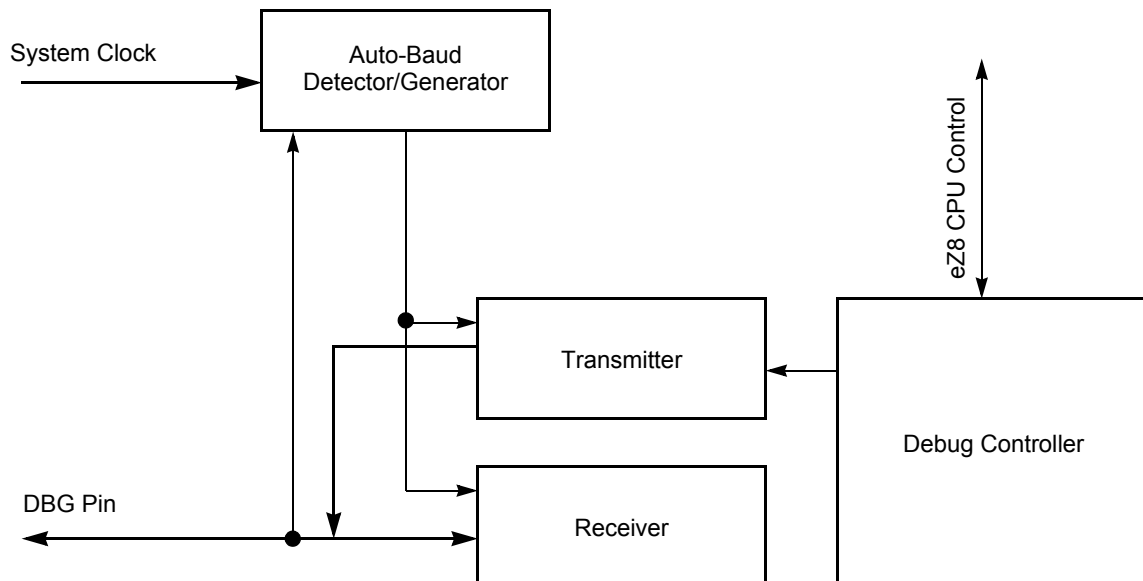 System Clock
Auto-Baud
Detector/Generator
eZ8 CPU Control
Transmitter
Debug Controller
DBG Pin
Receiver